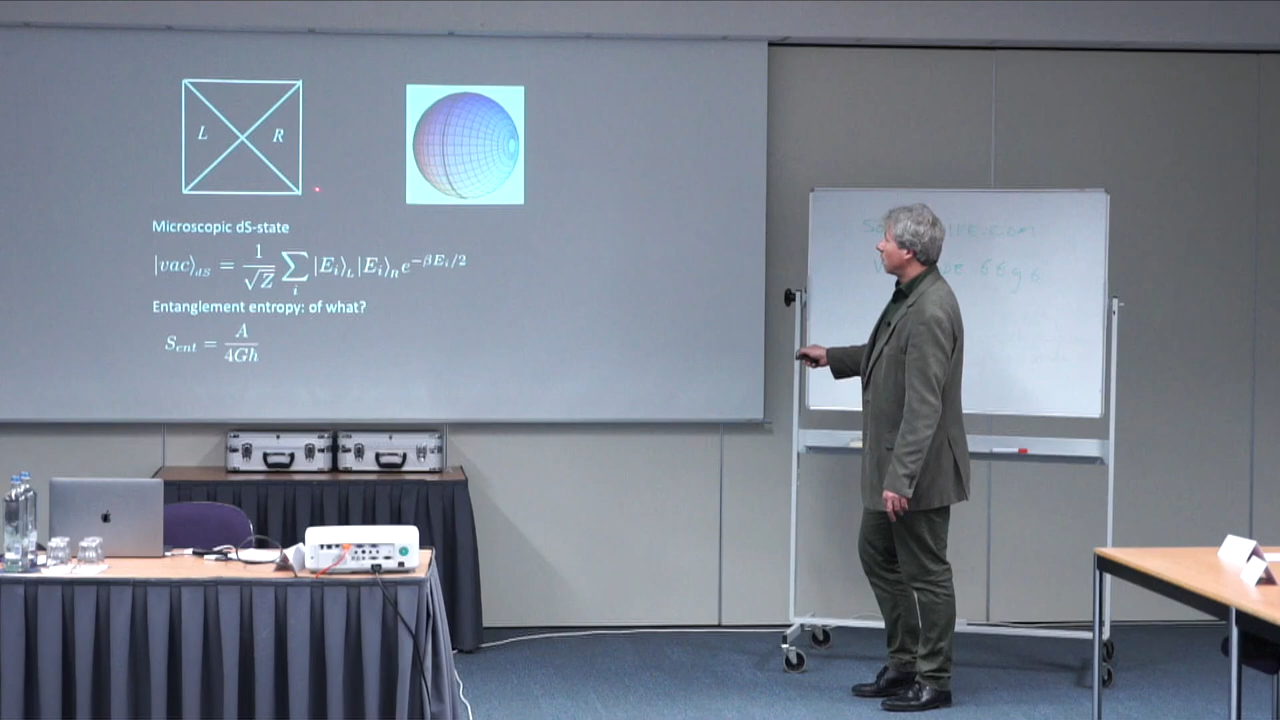 L R
Microscopic dS-state
|vac⟩_{dS} = \frac{1}{\sqrt{Z}} \sum_i |E_i⟩_L |E_i⟩_R e^{-βE_i/2}
Entanglement entropy: of what?
S_{ent} = \frac{A}{4Għ}